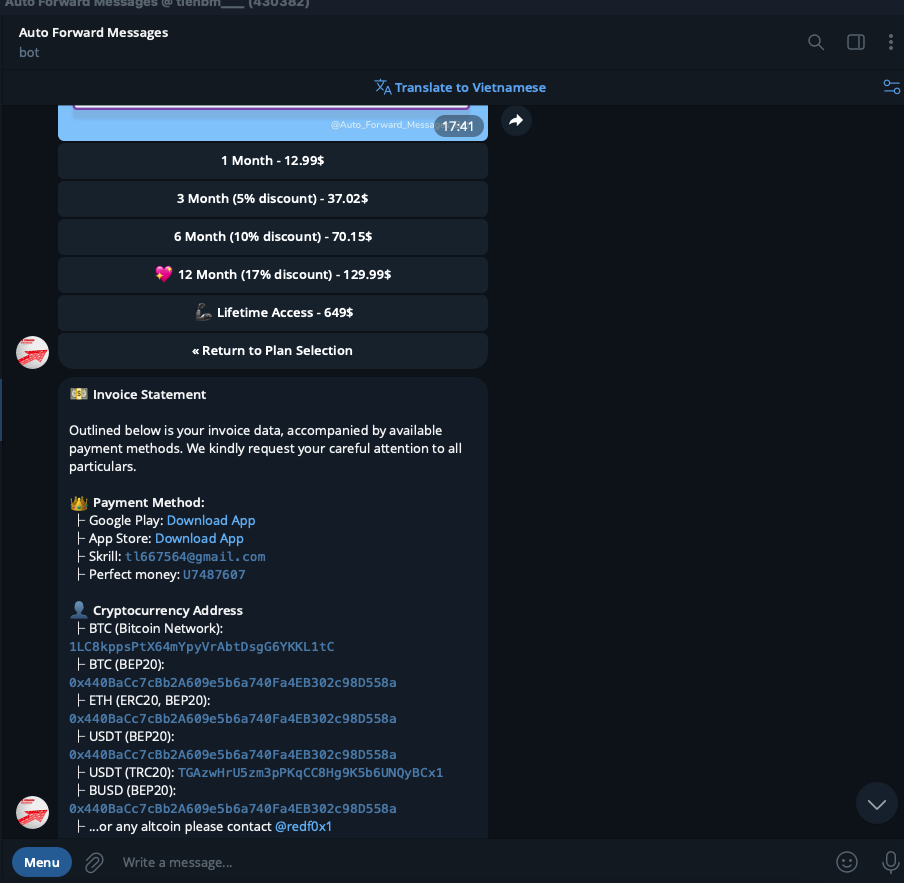 Auto Forward Messages @ tienbm___ (430382)
Auto Forward Messages
bot
Translate to Vietnamese
@Auto_Forward_Messa
17:41
1 Month - 12.99$
3 Month (5% discount) - 37.02$
6 Month (10% discount) - 70.15$
💖 12 Month (17% discount) - 129.99$
🦾 Lifetime Access - 649$
« Return to Plan Selection
💵 Invoice Statement
Outlined below is your invoice data, accompanied by available
payment methods. We kindly request your careful attention to all
particulars.
👑 Payment Method:
├ Google Play: Download App
├ App Store: Download App
├ Skrill: tl667564@gmail.com
├ Perfect money: U7487607
👤 Cryptocurrency Address
├ BTC (Bitcoin Network):
1LC8kppsPtX64mYpyVrAbtDsgG6YKKL1tC
├ BTC (BEP20):
0x440BaCc7cBb2A609e5b6a740Fa4EB302c98D558a
├ ETH (ERC20, BEP20):
0x440BaCc7cBb2A609e5b6a740Fa4EB302c98D558a
├ USDT (BEP20):
0x440BaCc7cBb2A609e5b6a740Fa4EB302c98D558a
├ USDT (TRC20): TGAzwHrU5zm3pPKqCC8Hg9K5b6UNQyBCx1
├ BUSD (BEP20):
0x440BaCc7cBb2A609e5b6a740Fa4EB302c98D558a
├ ...or any altcoin please contact @redf0x1
Menu
Write a message...